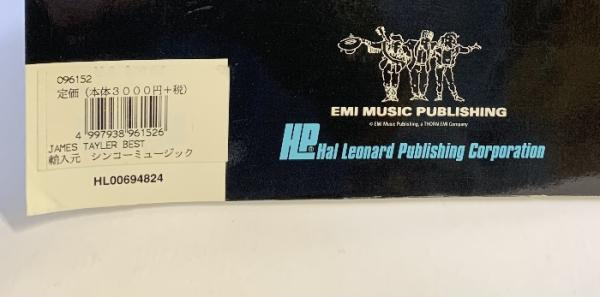 096152
定価(本体3000円+税)
4 997938 961526
JAMES TAYLER BEST
輸入元 シンコーミュージック
HL00694824
EMI MUSIC PUBLISHING
© EMI Music Publishing, a THORN EMI Company
HL® Hal Leonard Publishing Corporation